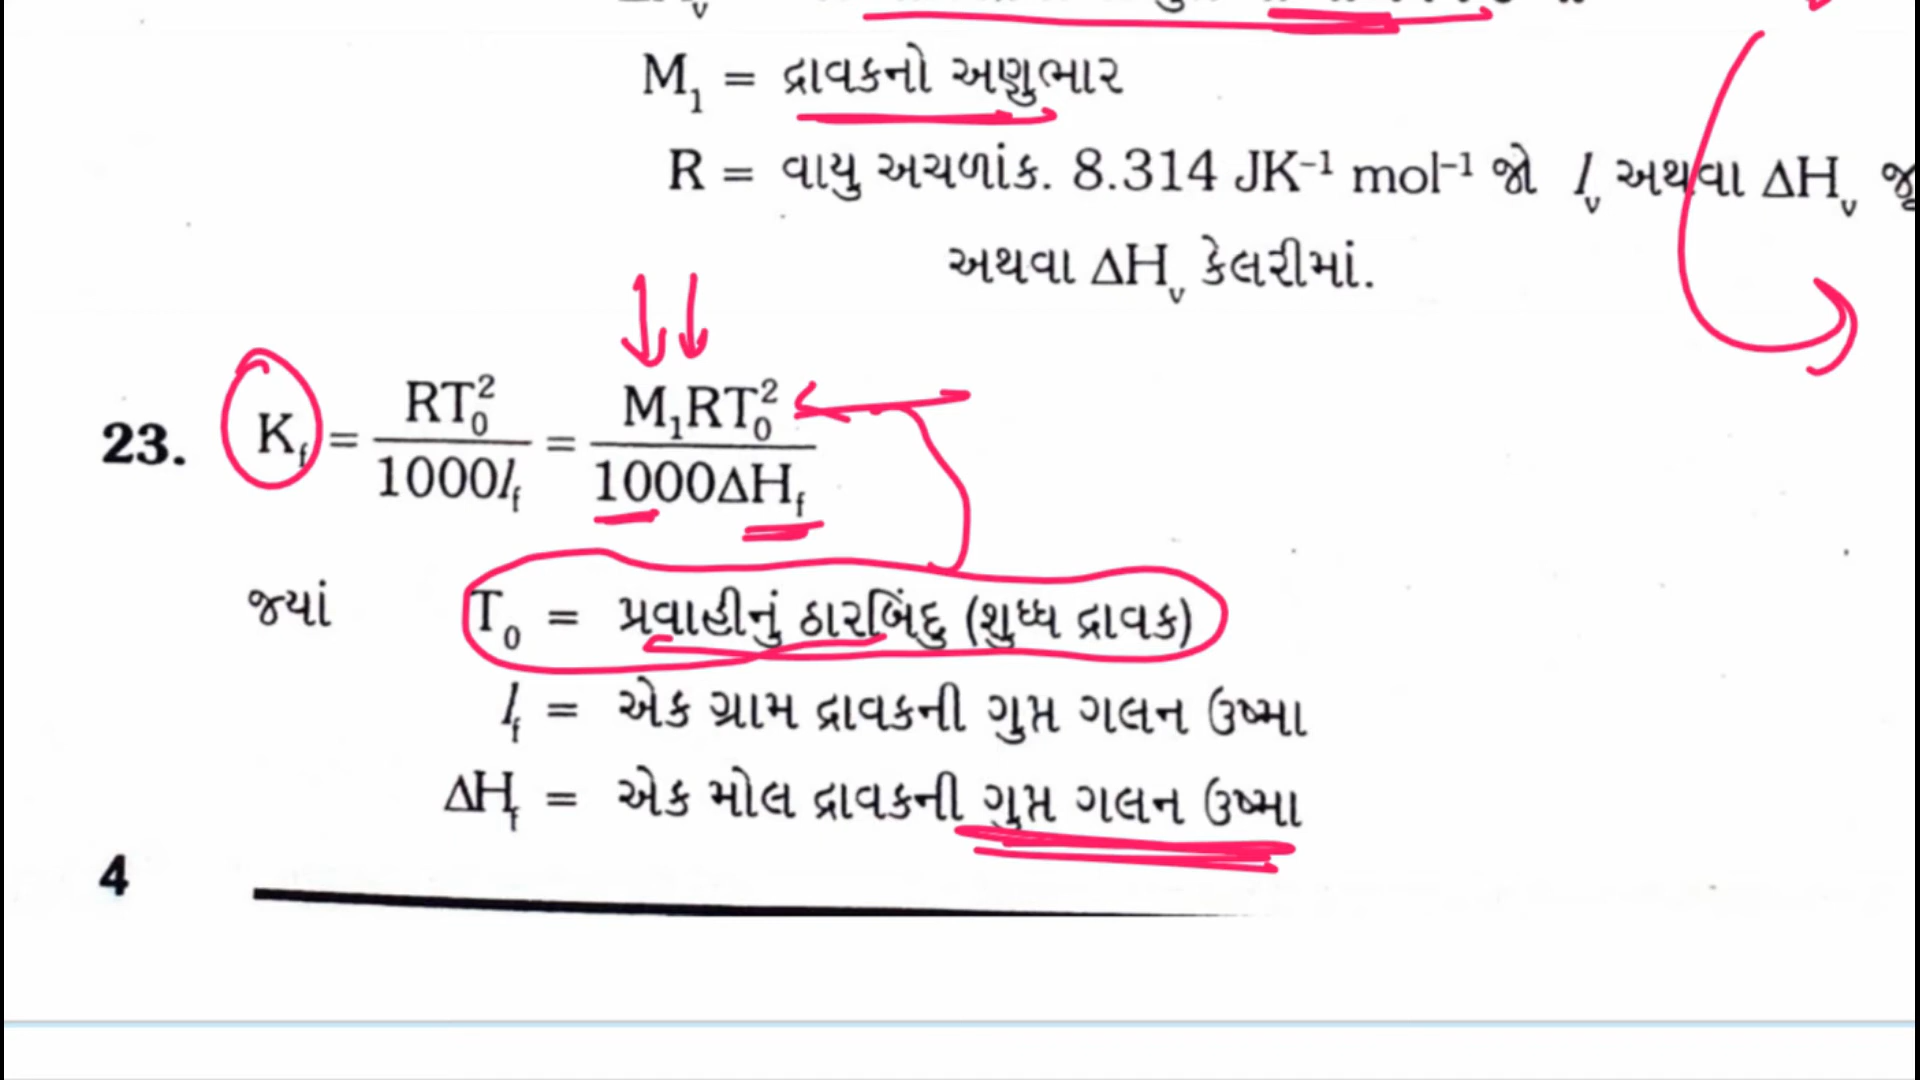 M₁ = દ્રાવકનો અણુભાર
R = વાયુ અચળાંક. 8.314 JK⁻¹ mol⁻¹ જો l_v અથવા ΔH_v
અથવા ΔH_v કેલરીમાં.
23. K_f = RT₀²/1000l_f = M₁RT₀²/1000ΔH_f
જ્યાં T₀ = પ્રવાહીનું ઠારબિંદુ (શુધ્ધ દ્રાવક)
l_f = એક ગ્રામ દ્રાવકની ગુપ્ત ગલન ઉષ્મા
ΔH_f = એક મોલ દ્રાવકની ગુપ્ત ગલન ઉષ્મા
4